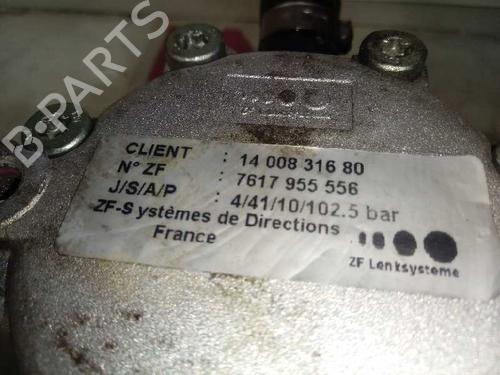 B-PARTS
CLIENT : 14 008 316 80
N° ZF : 7617 955 556
J/S/A/P : 4/41/10/102.5 bar
ZF-S ystèmes de Directions
France
ZF Lenksysteme